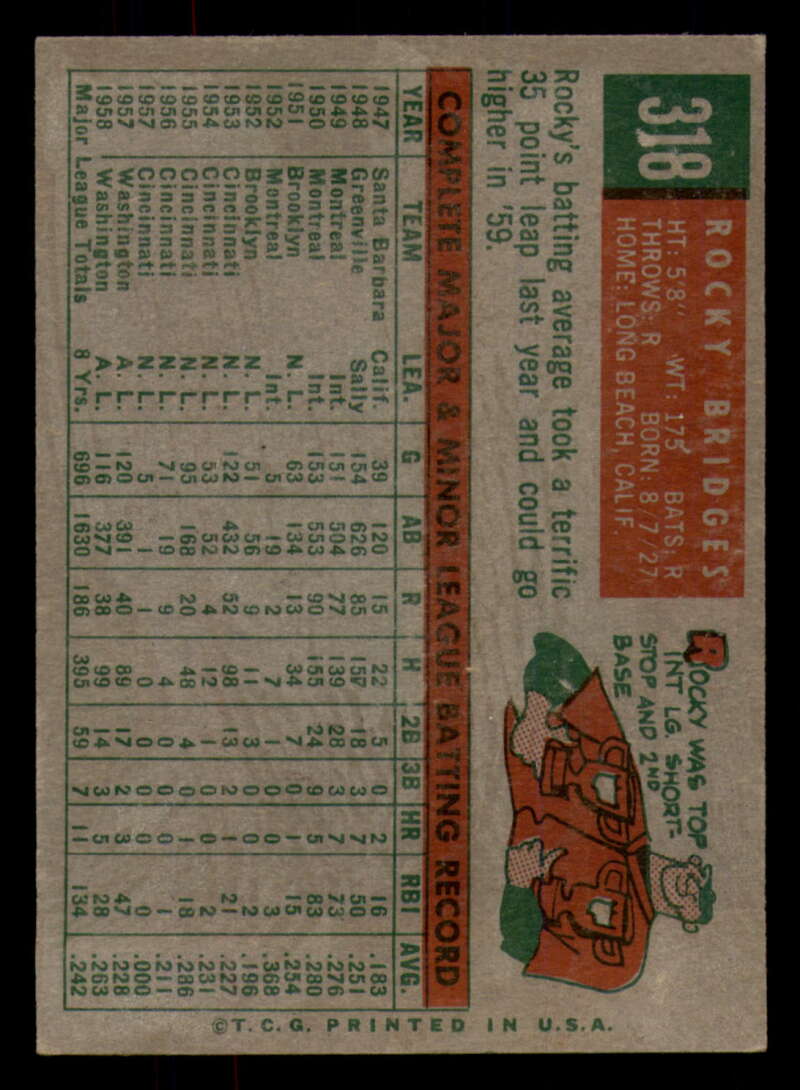 318
ROCKY BRIDGES
HT: 5'8" WT: 175 BATS: R
THROWS: R BORN: 8/7/27
HOME: LONG BEACH, CALIF.
ROCKY WAS TOP
INT LG. SHORT-
STOP AND 2ND
BASE
Rocky's batting average took a terrific
35 point leap last year and could go
higher in '59.
COMPLETE MAJOR & MINOR LEAGUE BATTING RECORD
YEAR TEAM LEA. G AB R H 2B 3B HR RBI AVG.
1947 Santa Barbara Calif. 39 120 15 22 5 0 2 16 .183
1948 Greenville Sally 154 626 85 157 18 3 7 50 .251
1949 Montreal Int. 151 504 77 139 28 3 7 73 .276
1950 Montreal Int. 153 553 90 155 24 9 5 83 .280
1951 Brooklyn N. L. 63 134 13 34 7 0 1 15 .254
1952 Montreal Int. 5 19 2 7 1 0 0 3 .368
1952 Brooklyn N. L. 51 56 9 11 3 0 0 2 .196
1953 Cincinnati N. L. 122 432 52 98 13 2 1 21 .227
1954 Cincinnati N. L. 53 52 4 12 1 0 0 2 .231
1955 Cincinnati N. L. 95 168 20 48 4 0 1 18 .286
1956 Cincinnati N. L. 71 19 9 4 0 0 0 1 .211
1957 Cincinnati N. L. 5 1 1 0 0 0 0 0 .000
1957 Washington A. L. 120 391 40 89 17 2 3 47 .228
1958 Washington A. L. 116 377 38 99 14 3 5 28 .263
Major League Totals 8 Yrs. 696 1630 186 395 59 7 11 134 .242
©T. C. G. PRINTED IN U.S.A.